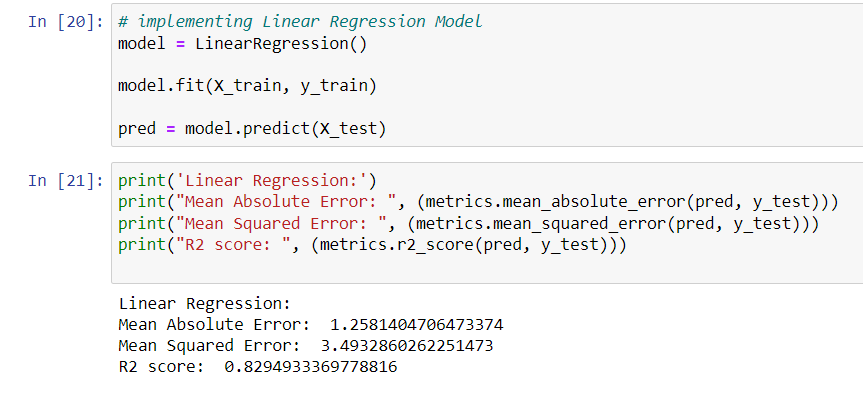 In [20]: # implementing Linear Regression Model
model = LinearRegression()
model.fit(X_train, y_train)
pred = model.predict(X_test)
In [21]: print('Linear Regression:')
print("Mean Absolute Error: ", (metrics.mean_absolute_error(pred, y_test)))
print("Mean Squared Error: ", (metrics.mean_squared_error(pred, y_test)))
print("R2 score: ", (metrics.r2_score(pred, y_test)))
Linear Regression:
Mean Absolute Error:  1.2581404706473374
Mean Squared Error:  3.4932860262251473
R2 score:  0.8294933369778816